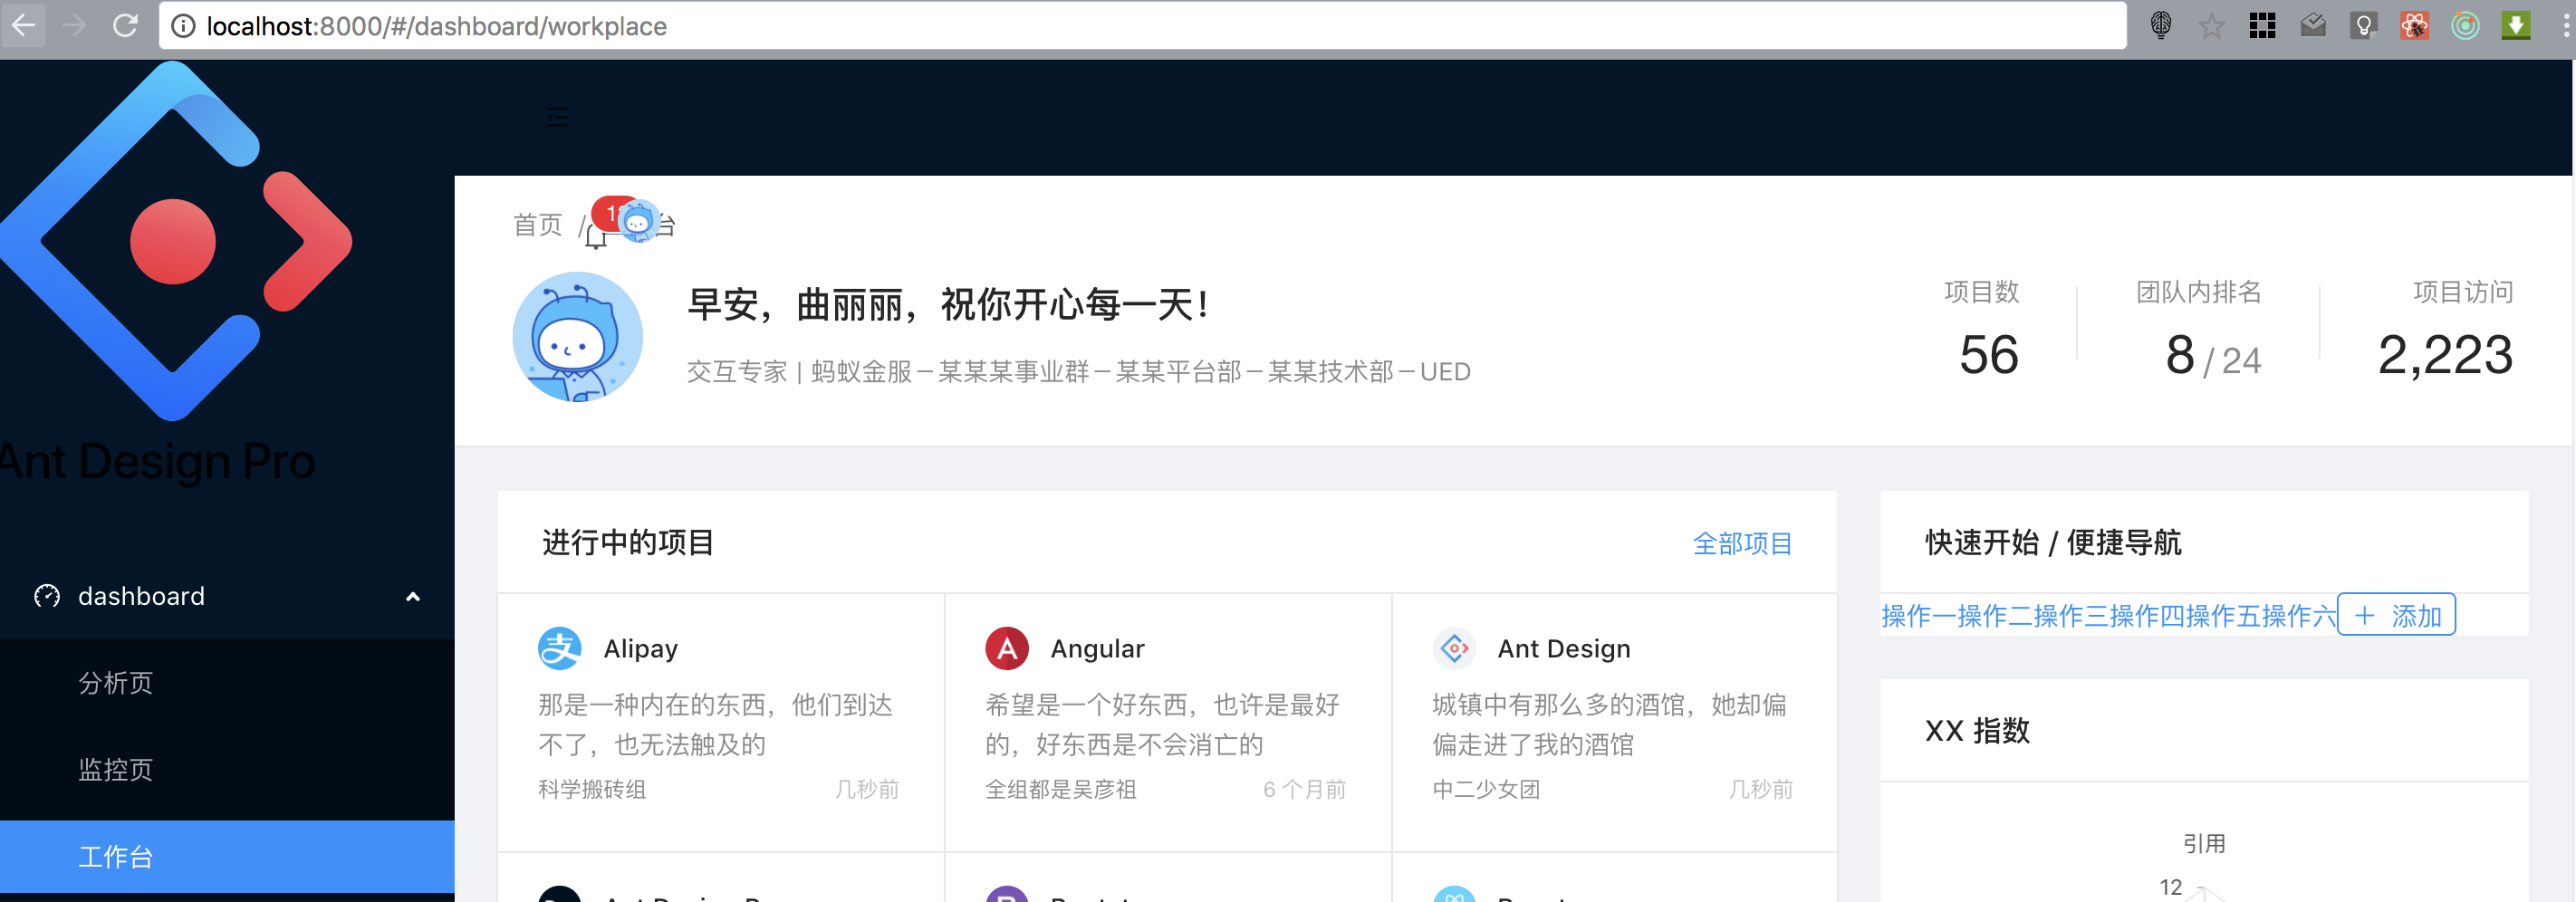 localhost:8000/#/dashboard/workplace
Ant Design Pro
dashboard
分析页
监控页
工作台
首页 / 台
早安，曲丽丽，祝你开心每一天！
交互专家 | 蚂蚁金服－某某某事业群－某某平台部－某某技术部－UED
项目数
56
团队内排名
8 / 24
项目访问
2,223
进行中的项目
全部项目
Alipay
那是一种内在的东西，他们到达
不了，也无法触及的
科学搬砖组 几秒前
Angular
希望是一个好东西，也许是最好
的，好东西是不会消亡的
全组都是吴彦祖 6 个月前
Ant Design
城镇中有那么多的酒馆，她却偏
偏走进了我的酒馆
中二少女团 几秒前
快速开始 / 便捷导航
操作一操作二操作三操作四操作五操作六 添加
XX 指数
引用
12